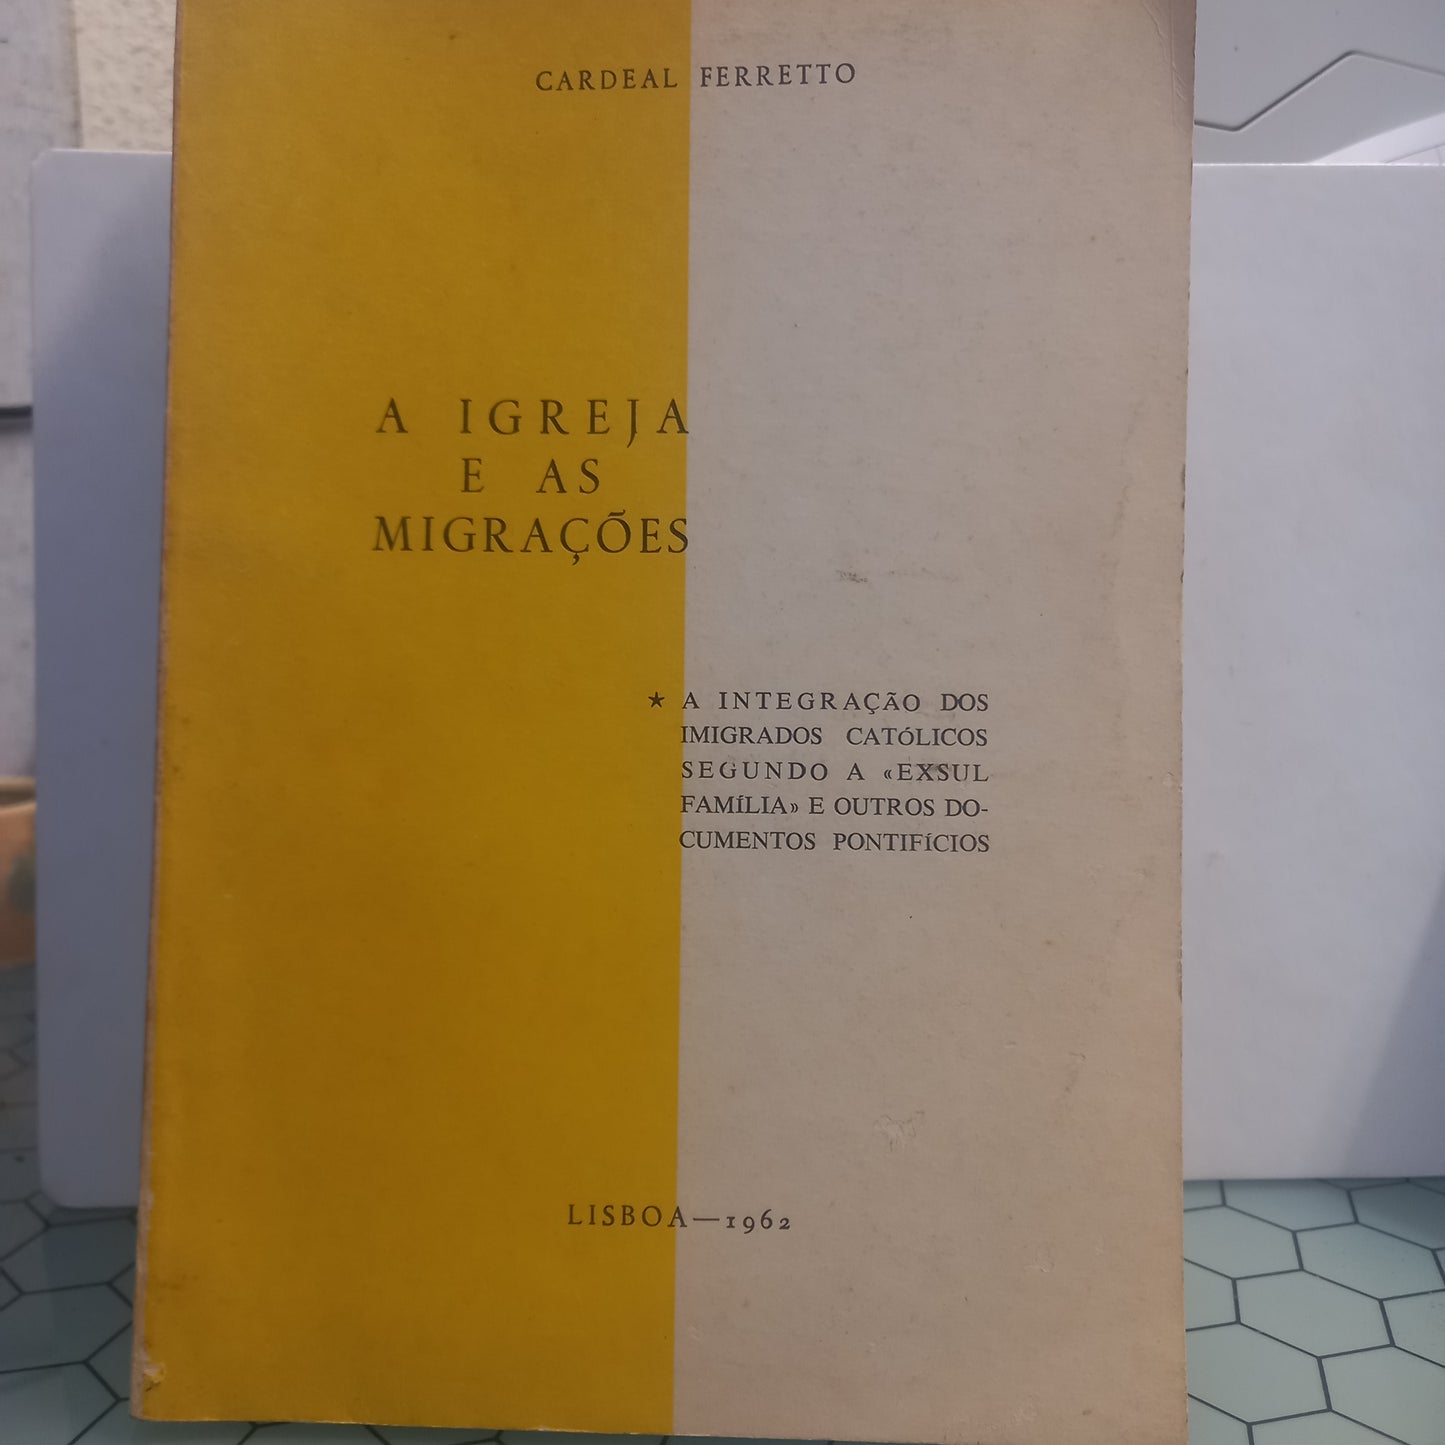 CARDEAL FERRETTO
A IGREJA
E AS
MIGRAÇÕES
★ A INTEGRAÇÃO DOS
IMIGRADOS CATÓLICOS
SEGUNDO A «EXSUL
FAMÍLIA» E OUTROS DO-
CUMENTOS PONTIFÍCIOS
LISBOA—1962